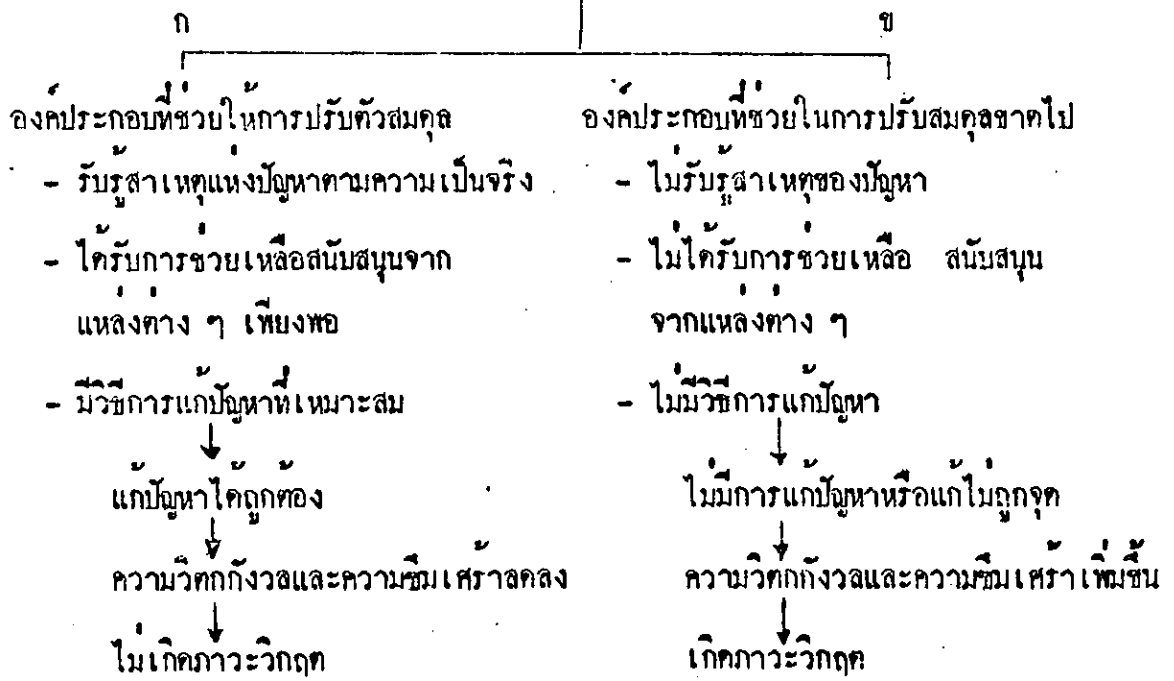 ก
ข
องค์ประกอบที่ช่วยให้การปรับตัวสมดุล
- รับรู้สาเหตุแห่งปัญหาตามความเป็นจริง
- ได้รับการช่วยเหลือสนับสนุนจาก
แหล่งต่าง ๆ เพียงพอ
- มีวิธีการแก้ปัญหาที่เหมาะสม
แก้ปัญหาได้ถูกต้อง
ความวิตกกังวลและความซึมเศร้าลดลง
ไม่เกิดภาวะวิกฤต
องค์ประกอบที่ช่วยในการปรับสมดุลขาดไป
- ไม่รับรู้สาเหตุของปัญหา
- ไม่ได้รับการช่วยเหลือ สนับสนุน
จากแหล่งต่าง ๆ
- ไม่มีวิธีการแก้ปัญหา
ไม่มีการแก้ปัญหาหรือแก้ไม่ถูกจุด
ความวิตกกังวลและความซึมเศร้าเพิ่มขึ้น
เกิดภาวะวิกฤต